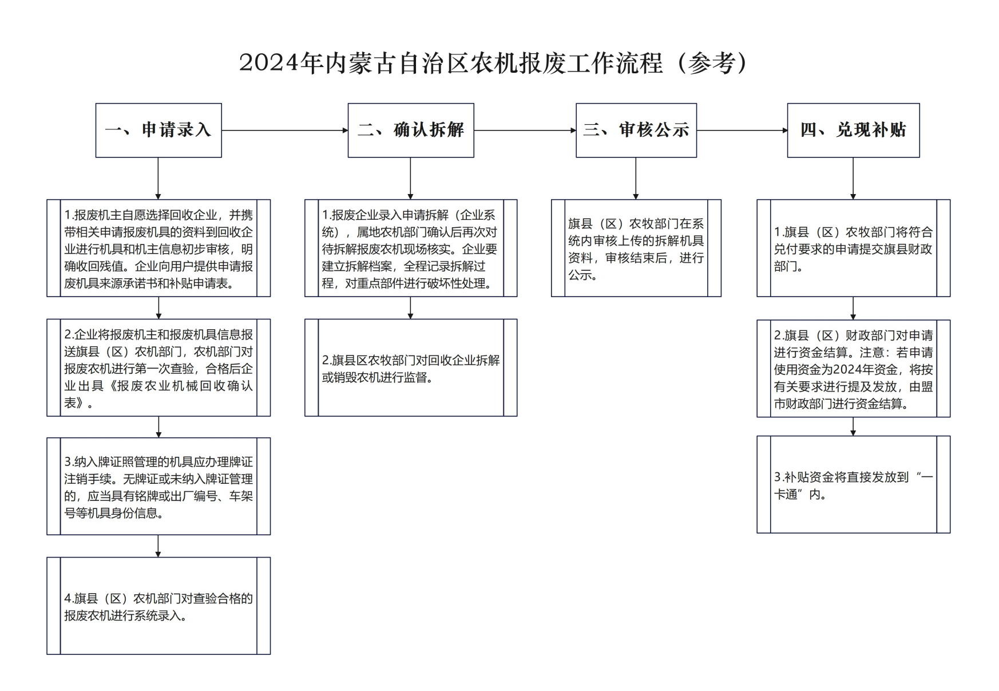 2024年内蒙古自治区农机报废工作流程（参考）
一、申请录入
二、确认拆解
三、审核公示
四、兑现补贴
1.报废机主自愿选择回收企业，并携
带相关申请报废机具的资料到回收企
业进行机具和机主信息初步审核，明
确收回残值。企业向用户提供申请报
废机具来源承诺书和补贴申请表。
2.企业将报废机主和报废机具信息报
送旗县（区）农机部门，农机部门对
报废农机进行第一次查验，合格后企
业出具《报废农业机械回收确认
表》。
3.纳入牌证照管理的机具应办理牌证
注销手续。无牌证或未纳入牌证管理
的，应当具有铭牌或出厂编号、车架
号等机具身份信息。
4.旗县（区）农机部门对查验合格的
报废农机进行系统录入。
1.报废企业录入申请拆解（企业系
统），属地农机部门确认后再次对
待拆解报废农机现场核实。企业要
建立拆解档案，全程记录拆解过
程，对重点部件进行破坏性处理。
2.旗县区农牧部门对回收企业拆解
或销毁农机进行监督。
旗县（区）农牧部门在系
统内审核上传的拆解机具
资料，审核结束后，进行
公示。
1.旗县（区）农牧部门将符合
兑付要求的申请提交旗县财政
部门。
2.旗县（区）财政部门对申请
进行资金结算。注意：若申请
使用资金为2024年资金，将按
有关要求进行提及发放，由盟
市财政部门进行资金结算。
3.补贴资金将直接发放到“一
卡通”内。